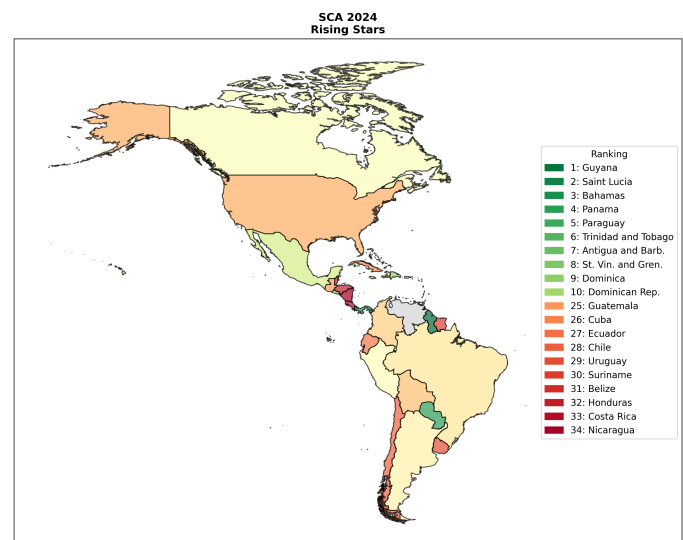 SCA 2024
Rising Stars
Ranking
1: Guyana
2: Saint Lucia
3: Bahamas
4: Panama
5: Paraguay
6: Trinidad and Tobago
7: Antigua and Barb.
8: St. Vin. and Gren.
9: Dominica
10: Dominican Rep.
25: Guatemala
26: Cuba
27: Ecuador
28: Chile
29: Uruguay
30: Suriname
31: Belize
32: Honduras
33: Costa Rica
34: Nicaragua